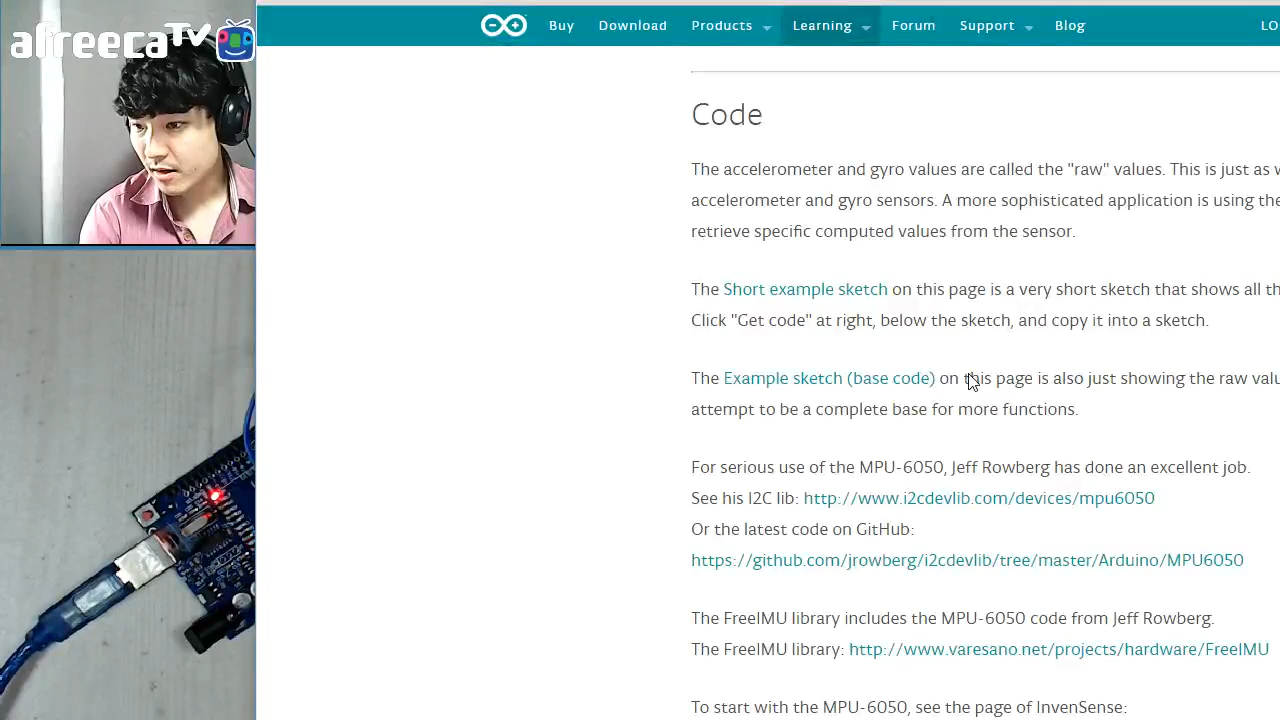 afreecaTV
Buy Download Products Learning Forum Support Blog LO
Code
The accelerometer and gyro values are called the "raw" values. This is just as w
accelerometer and gyro sensors. A more sophisticated application is using the
retrieve specific computed values from the sensor.
The Short example sketch on this page is a very short sketch that shows all th
Click "Get code" at right, below the sketch, and copy it into a sketch.
The Example sketch (base code) on this page is also just showing the raw valu
attempt to be a complete base for more functions.
For serious use of the MPU-6050, Jeff Rowberg has done an excellent job.
See his I2C lib: http://www.i2cdevlib.com/devices/mpu6050
Or the latest code on GitHub:
https://github.com/jrowberg/i2cdevlib/tree/master/Arduino/MPU6050
The FreeIMU library includes the MPU-6050 code from Jeff Rowberg.
The FreeIMU library: http://www.varesano.net/projects/hardware/FreeIMU
To start with the MPU-6050, see the page of InvenSense: